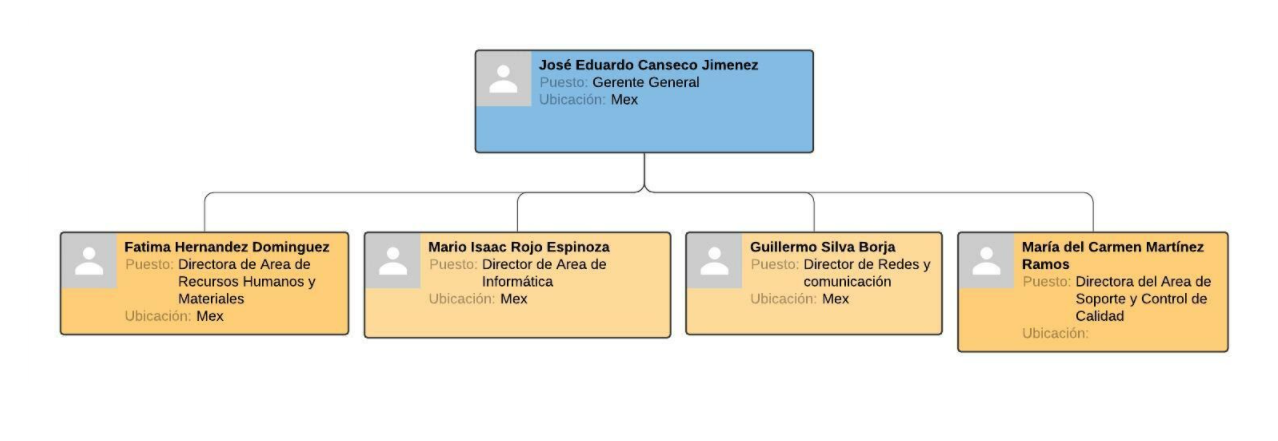 José Eduardo Canseco Jimenez
Puesto: Gerente General
Ubicación: Mex
Fatima Hernandez Dominguez
Puesto: Directora de Area de
Recursos Humanos y
Materiales
Ubicación: Mex
Mario Isaac Rojo Espinoza
Puesto: Director de Area de
Informática
Ubicación: Mex
Guillermo Silva Borja
Puesto: Director de Redes y
comunicación
Ubicación: Mex
María del Carmen Martínez
Ramos
Puesto: Directora del Area de
Soporte y Control de
Calidad
Ubicación: